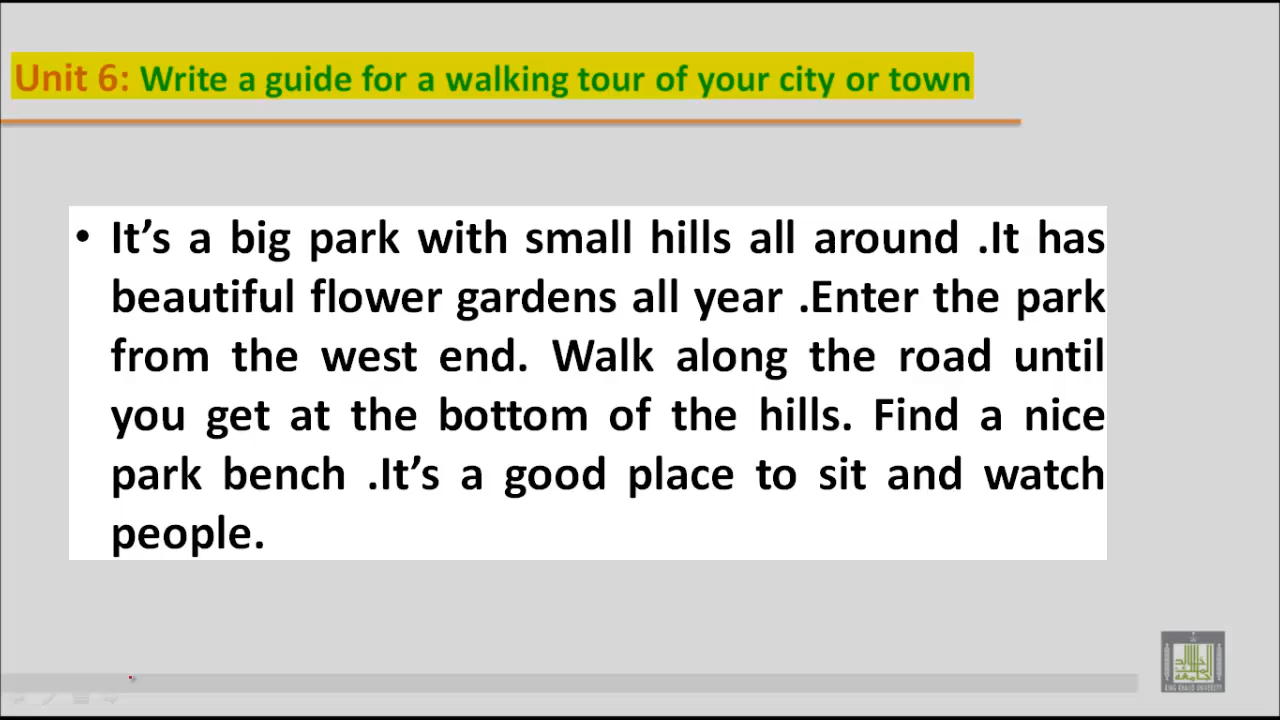 Unit 6: Write a guide for a walking tour of your city or town
• It’s a big park with small hills all around .It has
beautiful flower gardens all year .Enter the park
from the west end. Walk along the road until
you get at the bottom of the hills. Find a nice
park bench .It’s a good place to sit and watch
people.
KING KHALID UNIVERSITY